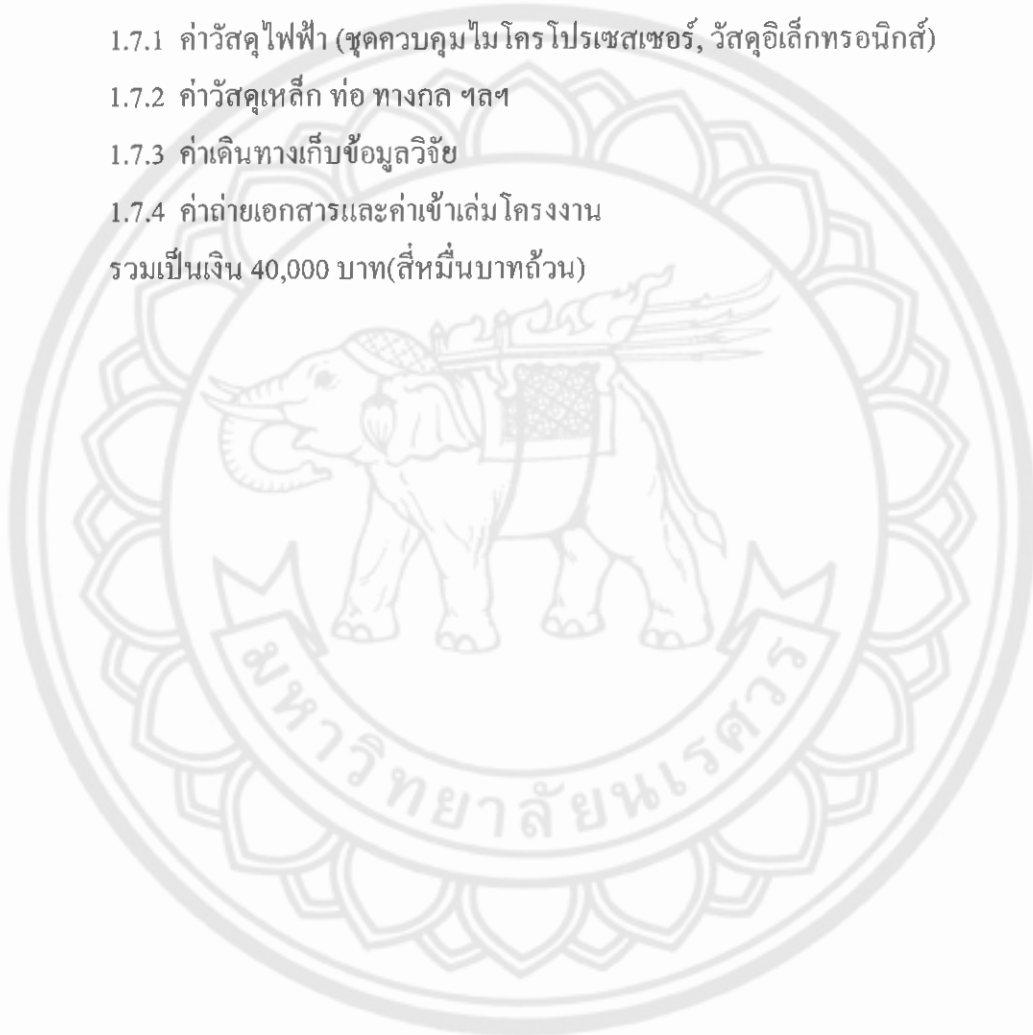 1.7.1 ค่าวัสดุไฟฟ้า (ชุดควบคุมไมโครโปรเซสเซอร์, วัสดุอิเล็กทรอนิกส์)
1.7.2 ค่าวัสดุเหล็ก ท่อ ทางกล ฯลฯ
1.7.3 ค่าเดินทางเก็บข้อมูลวิจัย
1.7.4 ค่าถ่ายเอกสารและค่าเข้าเล่มโครงงาน
รวมเป็นเงิน 40,000 บาท(สี่หมื่นบาทถ้วน)
มหาวิทยาลัยนเรศวร